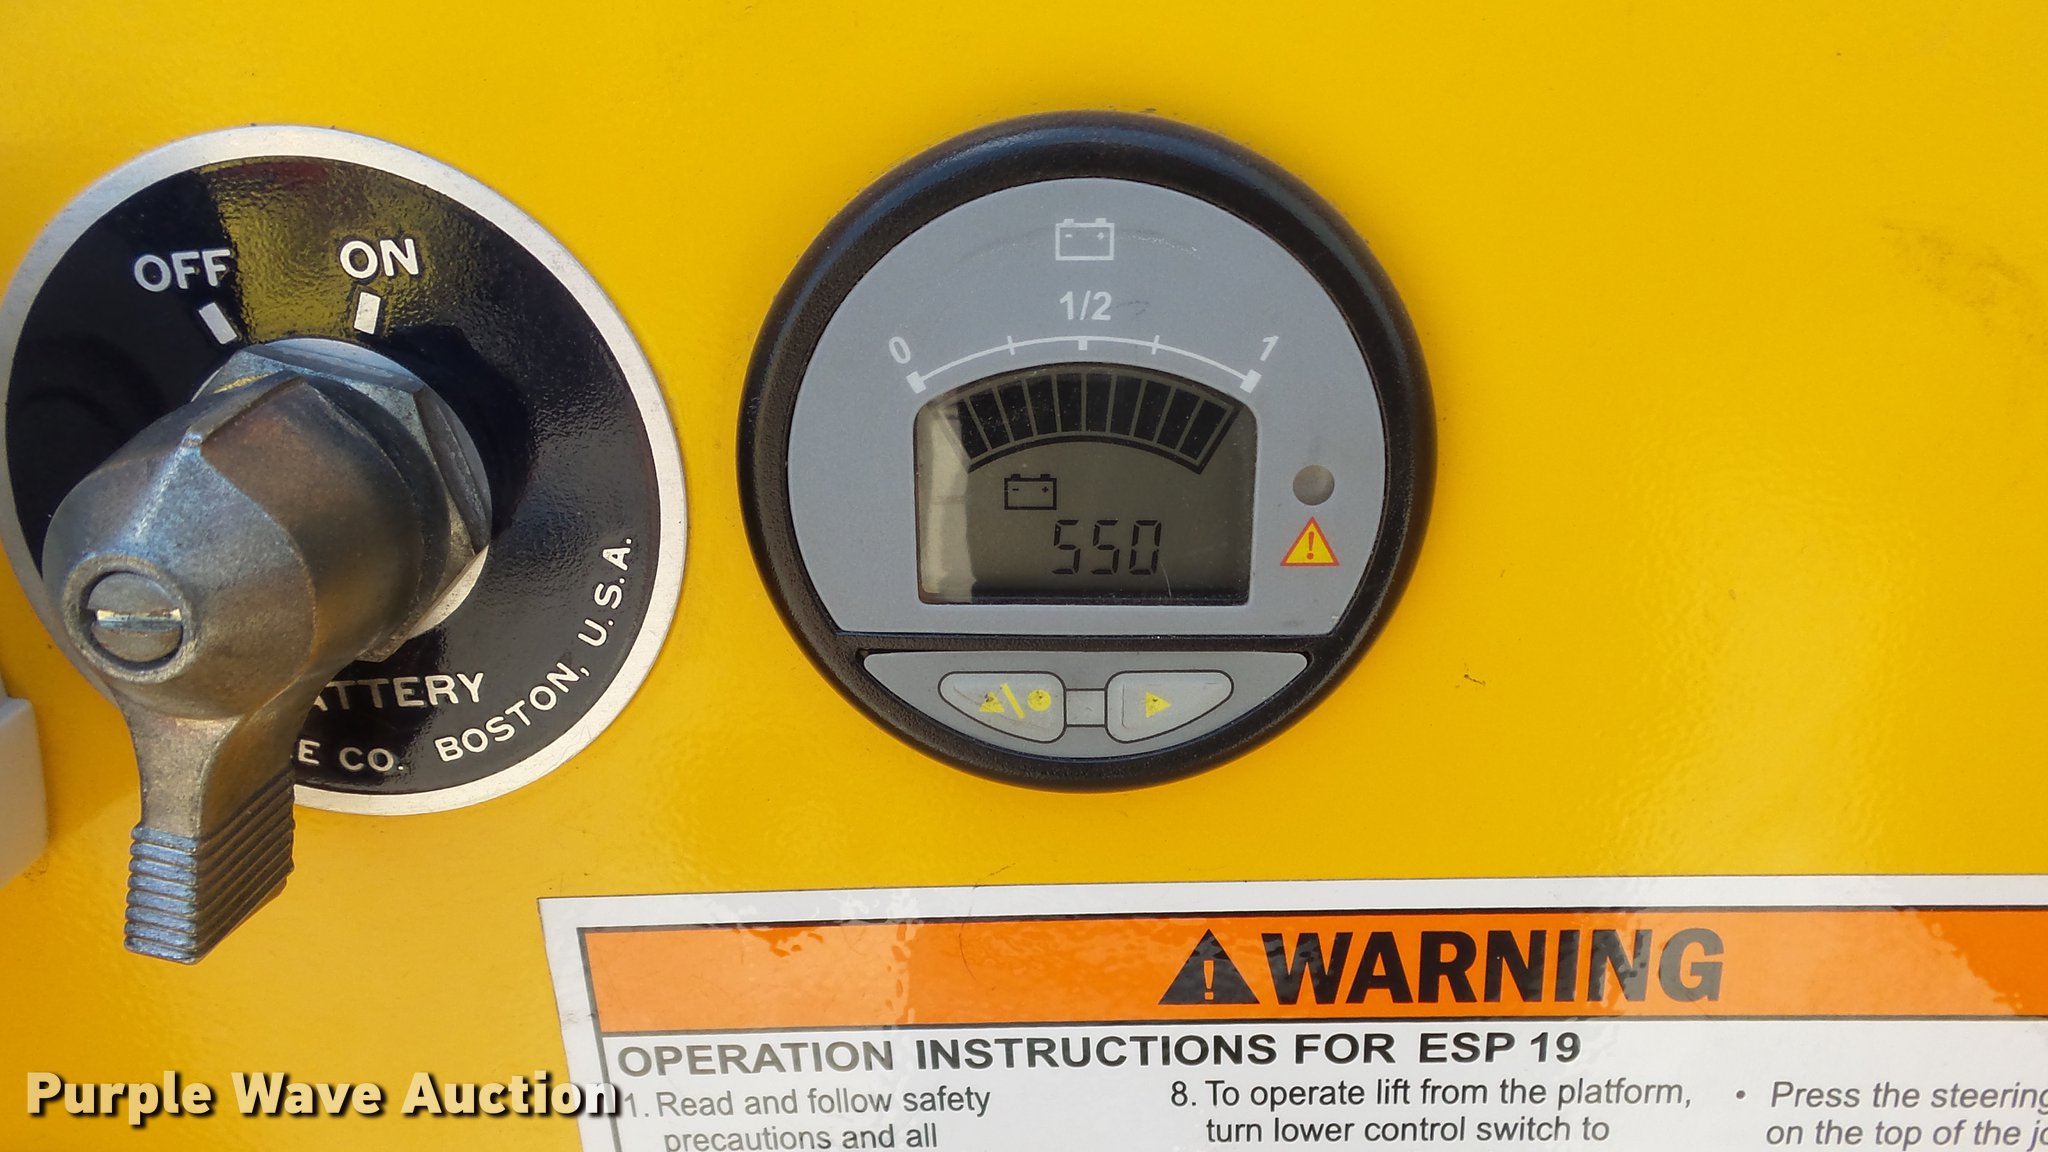 OFF ON
ATTERY
E CO. BOSTON, U.S.A.
1/2
0 1
550
WARNING
OPERATION INSTRUCTIONS FOR ESP 19
1. Read and follow safety
precautions and all
8. To operate lift from the platform,
turn lower control switch to
• Press the steering
on the top of the jo
Purple Wave Auction